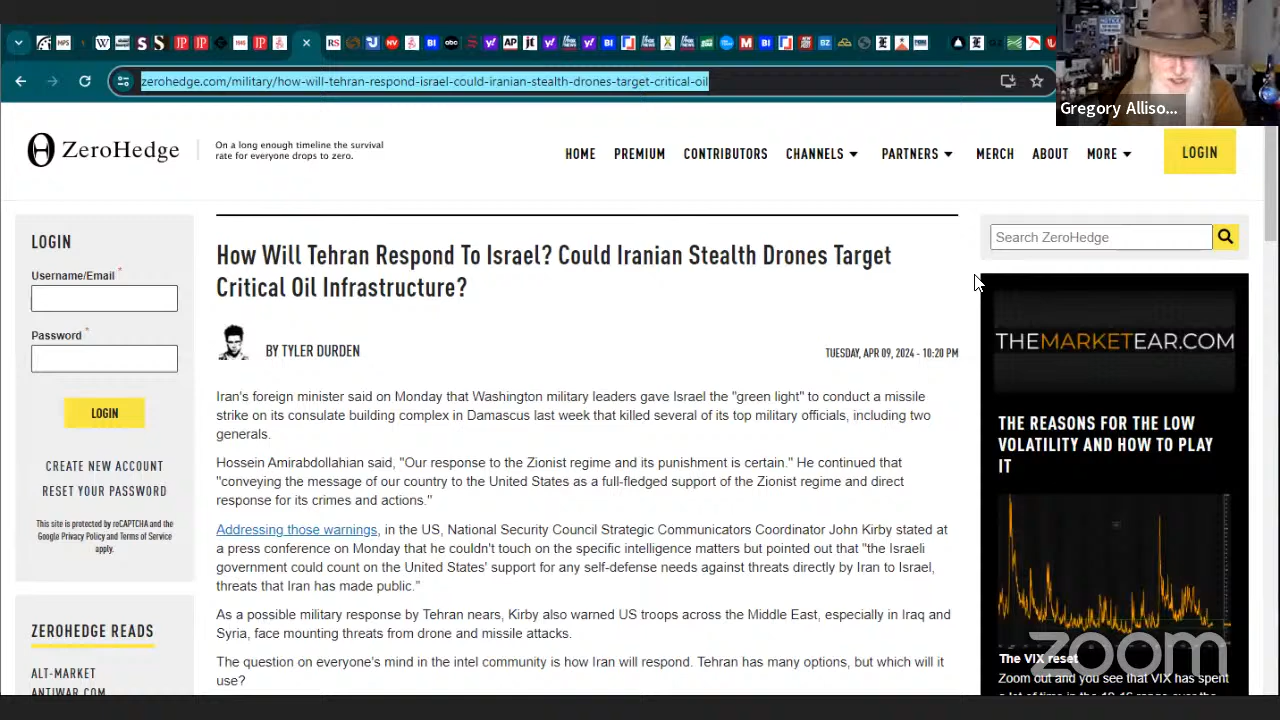 zerohedge.com/military/how-will-tehran-respond-israel-could-iranian-stealth-drones-target-critical-oil
Gregory Alliso...
ZeroHedge
On a long enough timeline the survival
rate for everyone drops to zero.
HOME PREMIUM CONTRIBUTORS CHANNELS PARTNERS MERCH ABOUT MORE
LOGIN
LOGIN
Username/Email *
Password *
LOGIN
CREATE NEW ACCOUNT
RESET YOUR PASSWORD
This site is protected by reCAPTCHA and the
Google Privacy Policy and Terms of Service
apply.
ZEROHEDGE READS
ALT-MARKET
ANTIWAR.COM
How Will Tehran Respond To Israel? Could Iranian Stealth Drones Target
Critical Oil Infrastructure?
BY TYLER DURDEN
TUESDAY, APR 09, 2024 - 10:20 PM
Iran's foreign minister said on Monday that Washington military leaders gave Israel the "green light" to conduct a missile
strike on its consulate building complex in Damascus last week that killed several of its top military officials, including two
generals.
Hossein Amirabdollahian said, "Our response to the Zionist regime and its punishment is certain." He continued that
"conveying the message of our country to the United States as a full-fledged support of the Zionist regime and direct
response for its crimes and actions."
Addressing those warnings, in the US, National Security Council Strategic Communicators Coordinator John Kirby stated at
a press conference on Monday that he couldn't touch on the specific intelligence matters but pointed out that "the Israeli
government could count on the United States' support for any self-defense needs against threats directly by Iran to Israel,
threats that Iran has made public."
As a possible military response by Tehran nears, Kirby also warned US troops across the Middle East, especially in Iraq and
Syria, face mounting threats from drone and missile attacks.
The question on everyone's mind in the intel community is how Iran will respond. Tehran has many options, but which will it
use?
Search ZeroHedge
THEMARKETEAR.COM
THE REASONS FOR THE LOW
VOLATILITY AND HOW TO PLAY
IT
The VIX reset
Zoom out and you see that VIX has spent
zoom